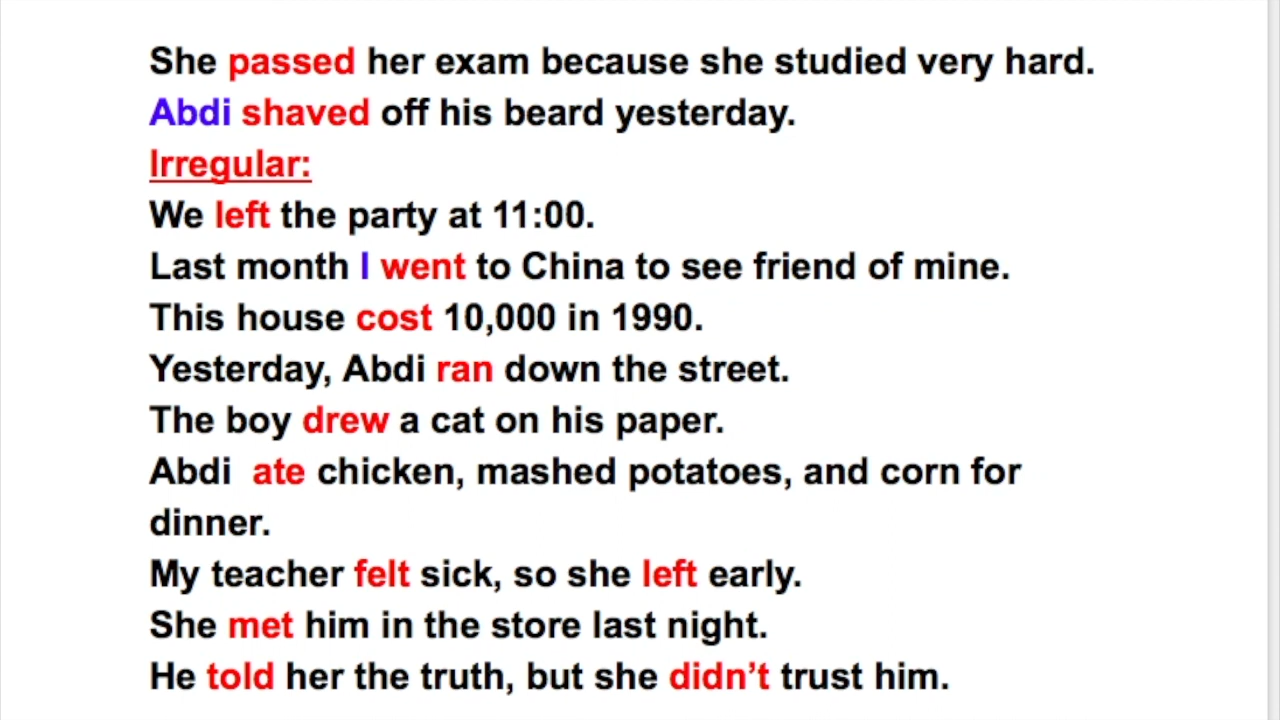 She passed her exam because she studied very hard.
Abdi shaved off his beard yesterday.
Irregular:
We left the party at 11:00.
Last month I went to China to see friend of mine.
This house cost 10,000 in 1990.
Yesterday, Abdi ran down the street.
The boy drew a cat on his paper.
Abdi  ate chicken, mashed potatoes, and corn for
dinner.
My teacher felt sick, so she left early.
She met him in the store last night.
He told her the truth, but she didn’t trust him.